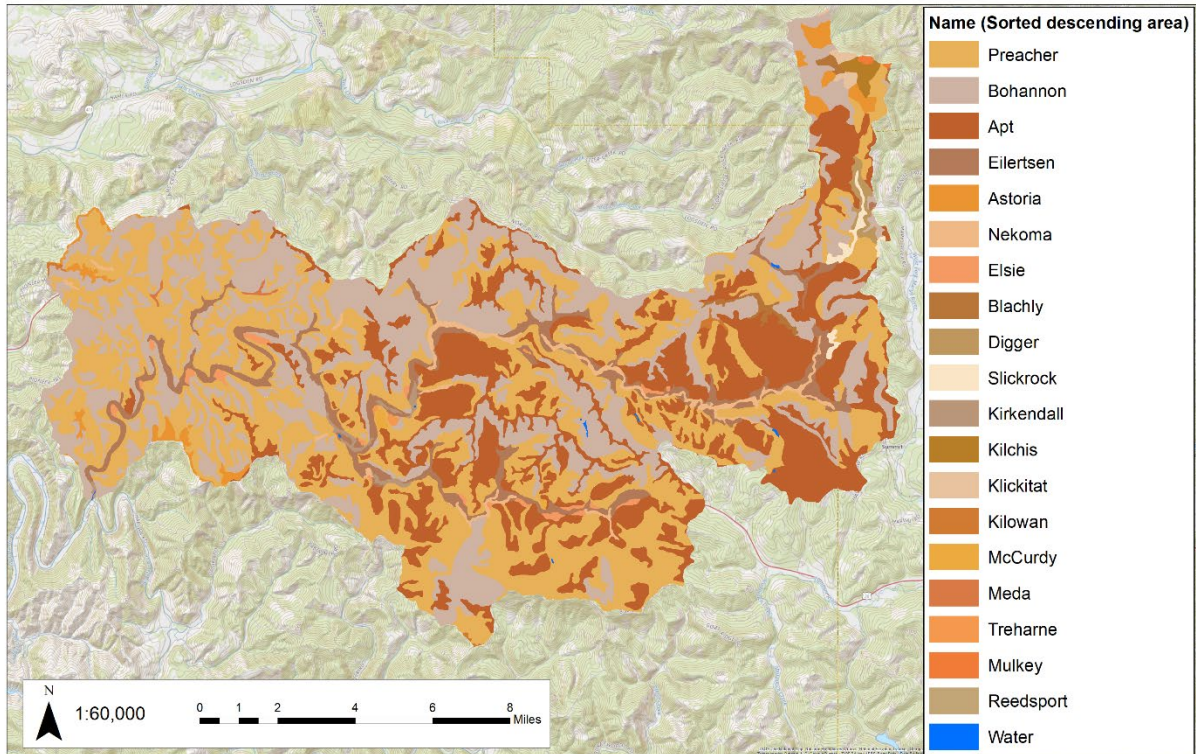 Name (Sorted descending area)
Preacher
Bohannon
Apt
Eilertsen
Astoria
Nekoma
Elsie
Blachly
Digger
Slickrock
Kirkendall
Kilchis
Klickitat
Kilowan
McCurdy
Meda
Treharne
Mulkey
Reedsport
Water
Summit
N
1:60,000
0 1 2 4 6 8
Miles